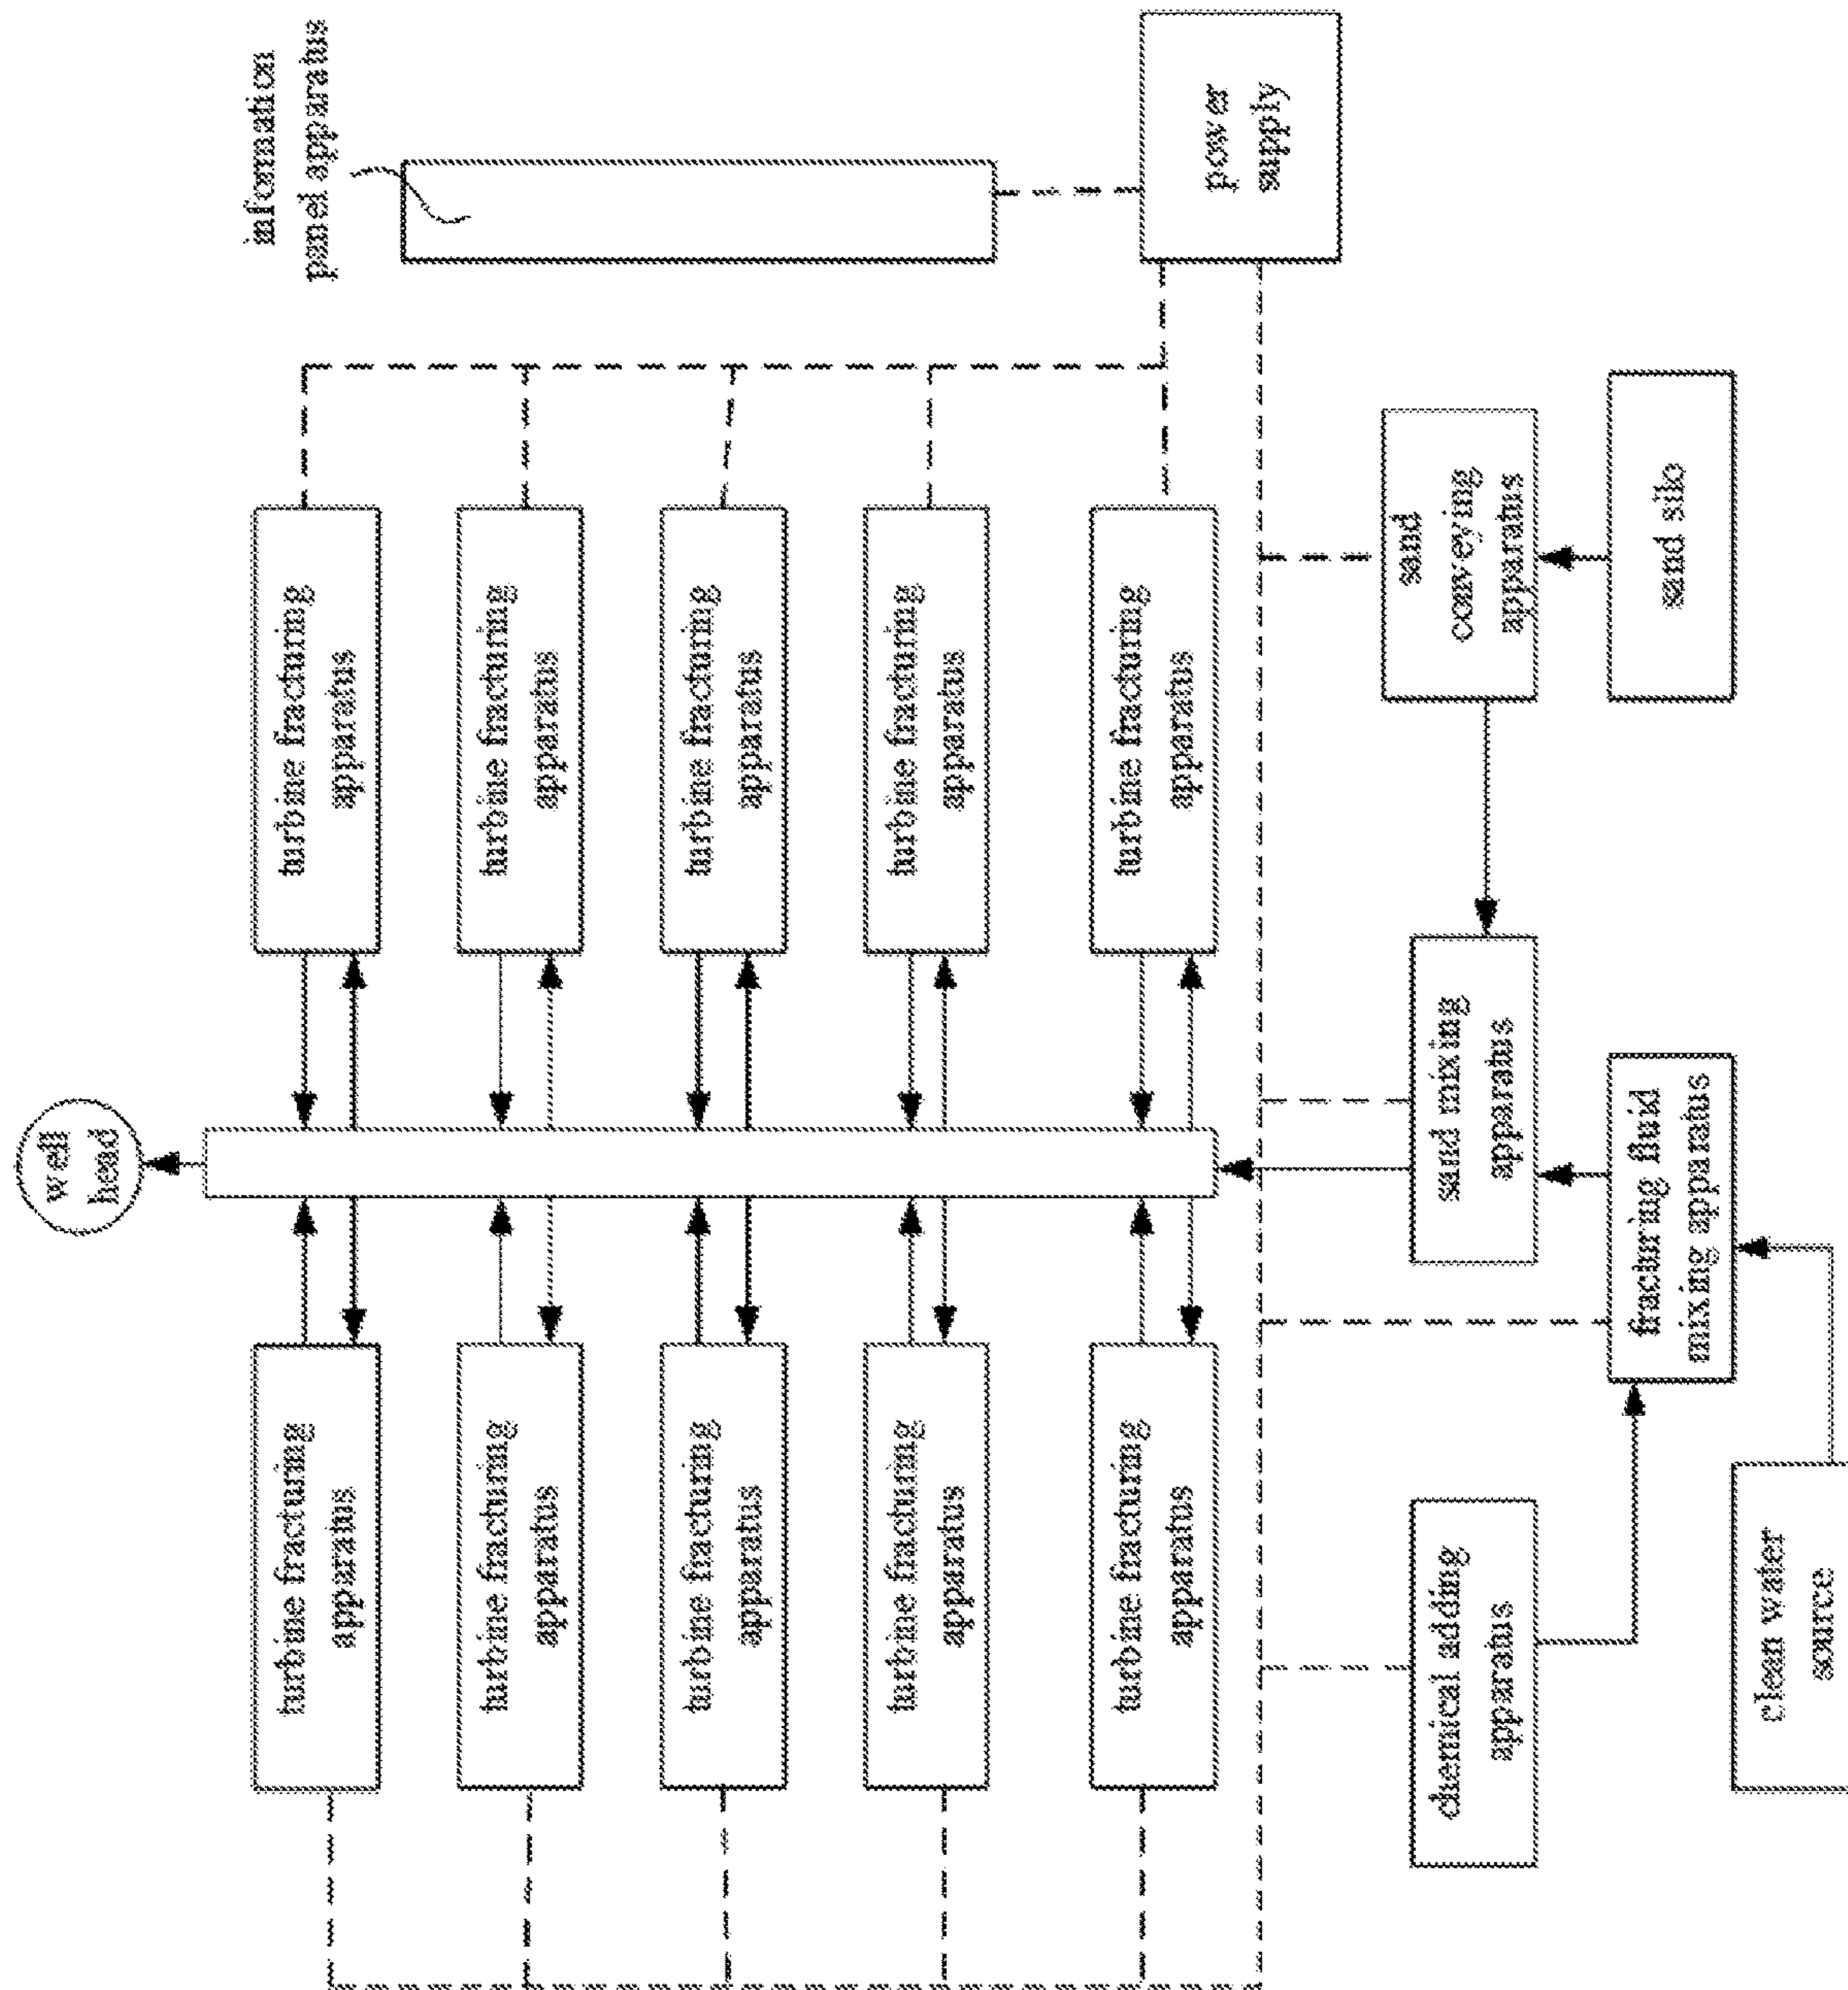 well
head
information
panel apparatus
power
supply
turbine fracturing
apparatus
turbine fracturing
apparatus
turbine fracturing
apparatus
turbine fracturing
apparatus
turbine fracturing
apparatus
turbine fracturing
apparatus
turbine fracturing
apparatus
turbine fracturing
apparatus
turbine fracturing
apparatus
turbine fracturing
apparatus
sand
conveying
apparatus
sand silo
sand mixing
apparatus
fracturing fluid
mixing apparatus
chemical adding
apparatus
clean water
source